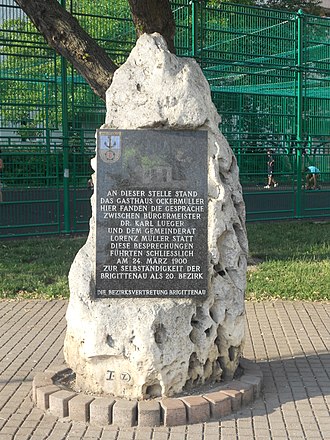 AN DIESER STELLE STAND
DAS GASTHAUS OCKERMÜLLER
HIER FANDEN DIE GESPRÄCHE
ZWISCHEN BÜRGERMEISTER
DR. KARL LUEGER
UND DEM GEMEINDERAT
LORENZ MÜLLER STATT
DIESE BESPRECHUNGEN
FÜHRTEN SCHLIESSLICH
AM 24. MÄRZ 1900
ZUR SELBSTÄNDIGKEIT DER
BRIGITTENAU ALS 20. BEZIRK
DIE BEZIRKSVERTRETUNG BRIGITTENAU